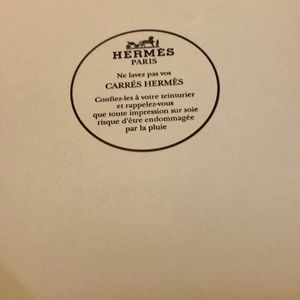 HERMÈS
PARIS
Ne lavez pas vos
CARRÉS HERMÈS
Confiez-les à votre teinturier
et rappelez-vous
que toute impression sur soie
risque d'être endommagée
par la pluie